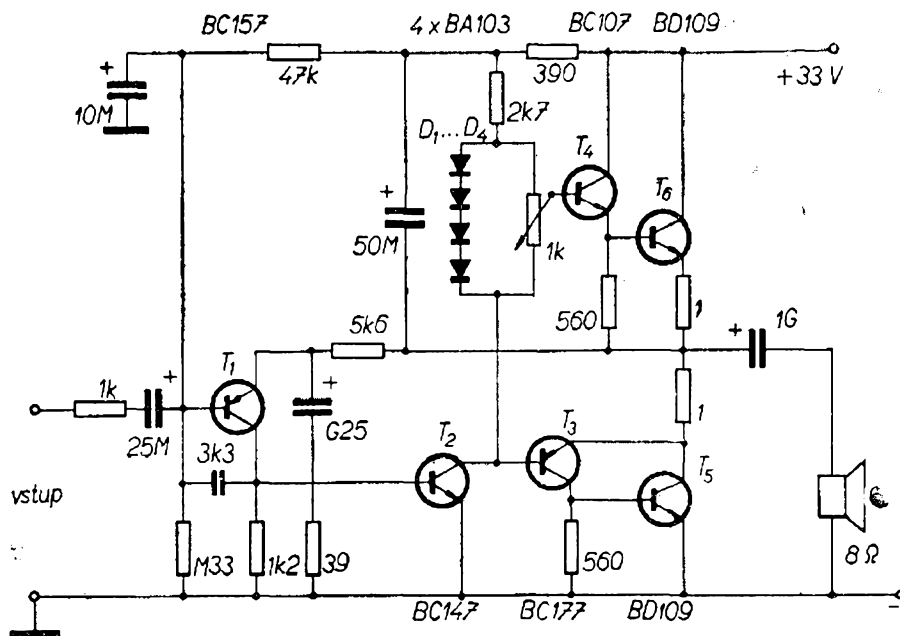 BC157
4 x BA103
BC107
BD109
+
10M
47k
390
+33 V
2k7
D1...D4
T4
T6
+
50M
1k
560
1
5k6
+
1G
T1
1k
+
25M
+
G25
1
3k3
T2
T3
T5
vstup
M33
1k2
39
560
8 Ω
BC147
BC177
BD109
-